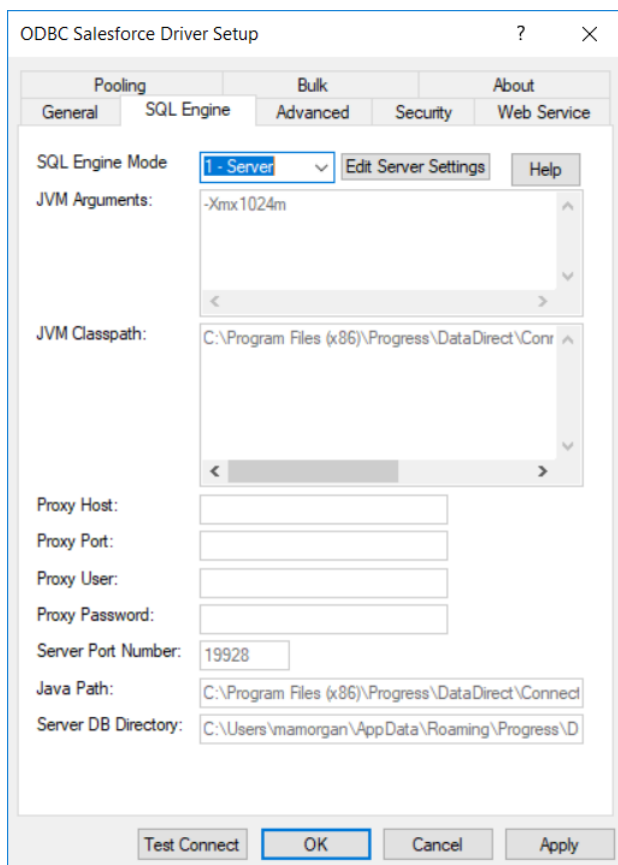 ODBC Salesforce Driver Setup
Pooling Bulk About
General SQL Engine Advanced Security Web Service
SQL Engine Mode 1 - Server Edit Server Settings Help
JVM Arguments: -Xmx1024m
JVM Classpath: C:\Program Files (x86)\Progress\DataDirect\Conr
Proxy Host:
Proxy Port:
Proxy User:
Proxy Password:
Server Port Number: 19928
Java Path: C:\Program Files (x86)\Progress\DataDirect\Connect
Server DB Directory: C:\Users\mamorgan\AppData\Roaming\Progress\D
Test Connect OK Cancel Apply